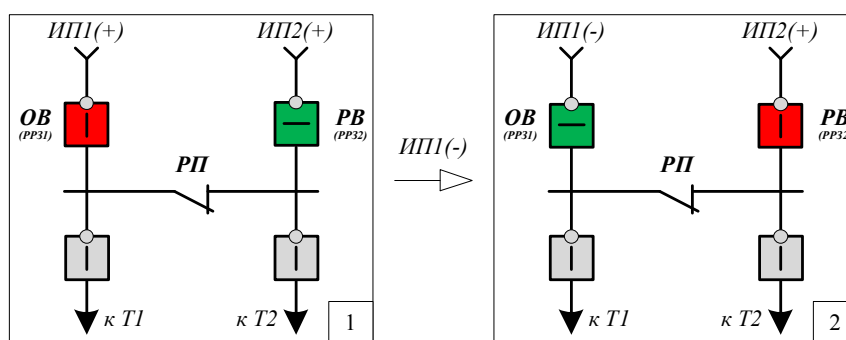 ИП1(+) ИП2(+)
ОВ РВ
(РРЗ1) (РРЗ2)
РП
к Т1 к Т2
1
ИП1(-)
ИП1(-) ИП2(+)
ОВ РВ
(РРЗ1) (РРЗ2
РП
к Т1 к Т2
2